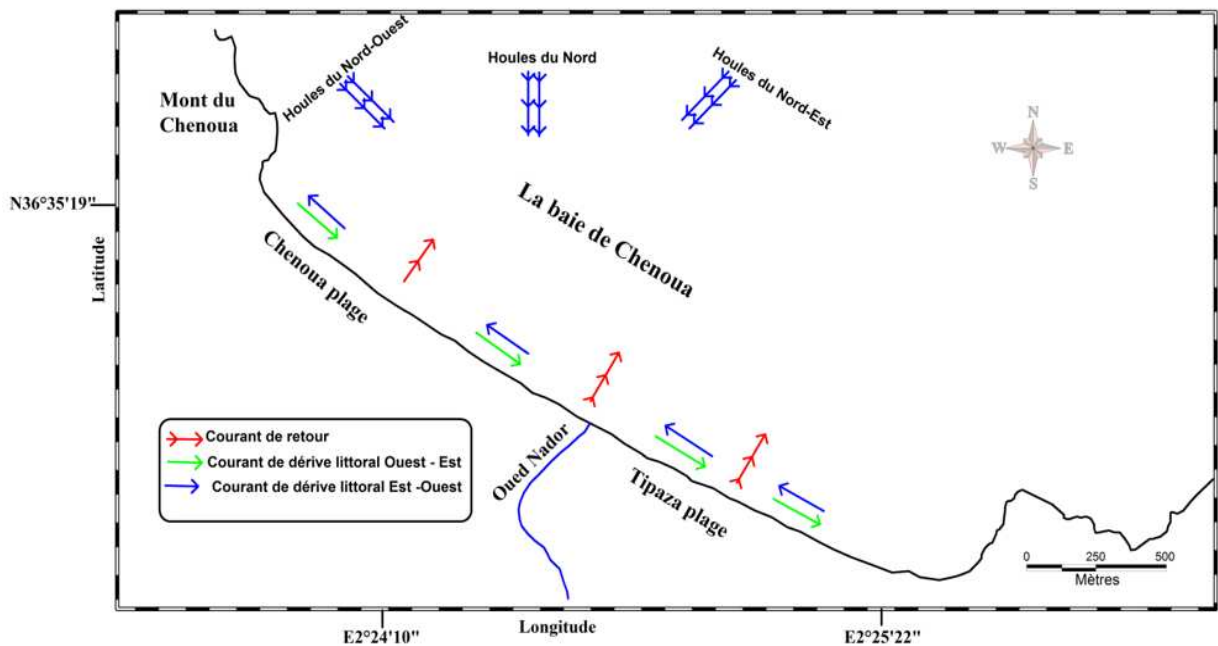 Houles du Nord-Ouest
Houles du Nord
Houles du Nord-Est
Mont du
Chenoua
N
W
E
S
N36°35'19"
Latitude
La baie de Chenoua
Chenoua plage
Courant de retour
Courant de dérive littoral Ouest - Est
Courant de dérive littoral Est -Ouest
Oued Nador
Tipaza plage
0 250 500
Mètres
E2°24'10"
Longitude
E2°25'22"